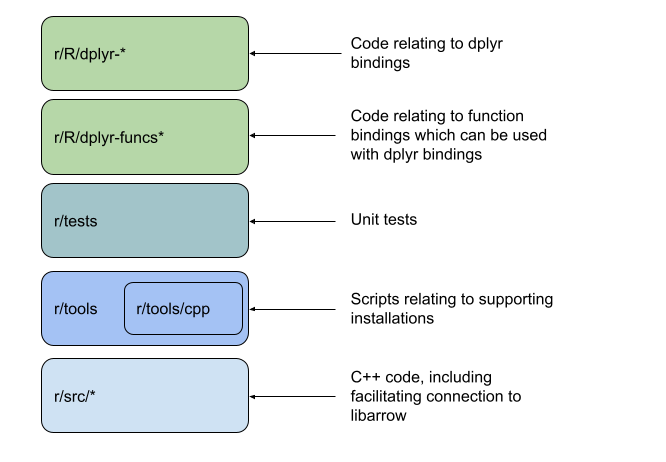 r/R/dplyr-*
Code relating to dplyr
bindings
r/R/dplyr-funcs*
Code relating to function
bindings which can be used
with dplyr bindings
r/tests
Unit tests
r/tools
r/tools/cpp
Scripts relating to supporting
installations
r/src/*
C++ code, including
facilitating connection to
libarrow